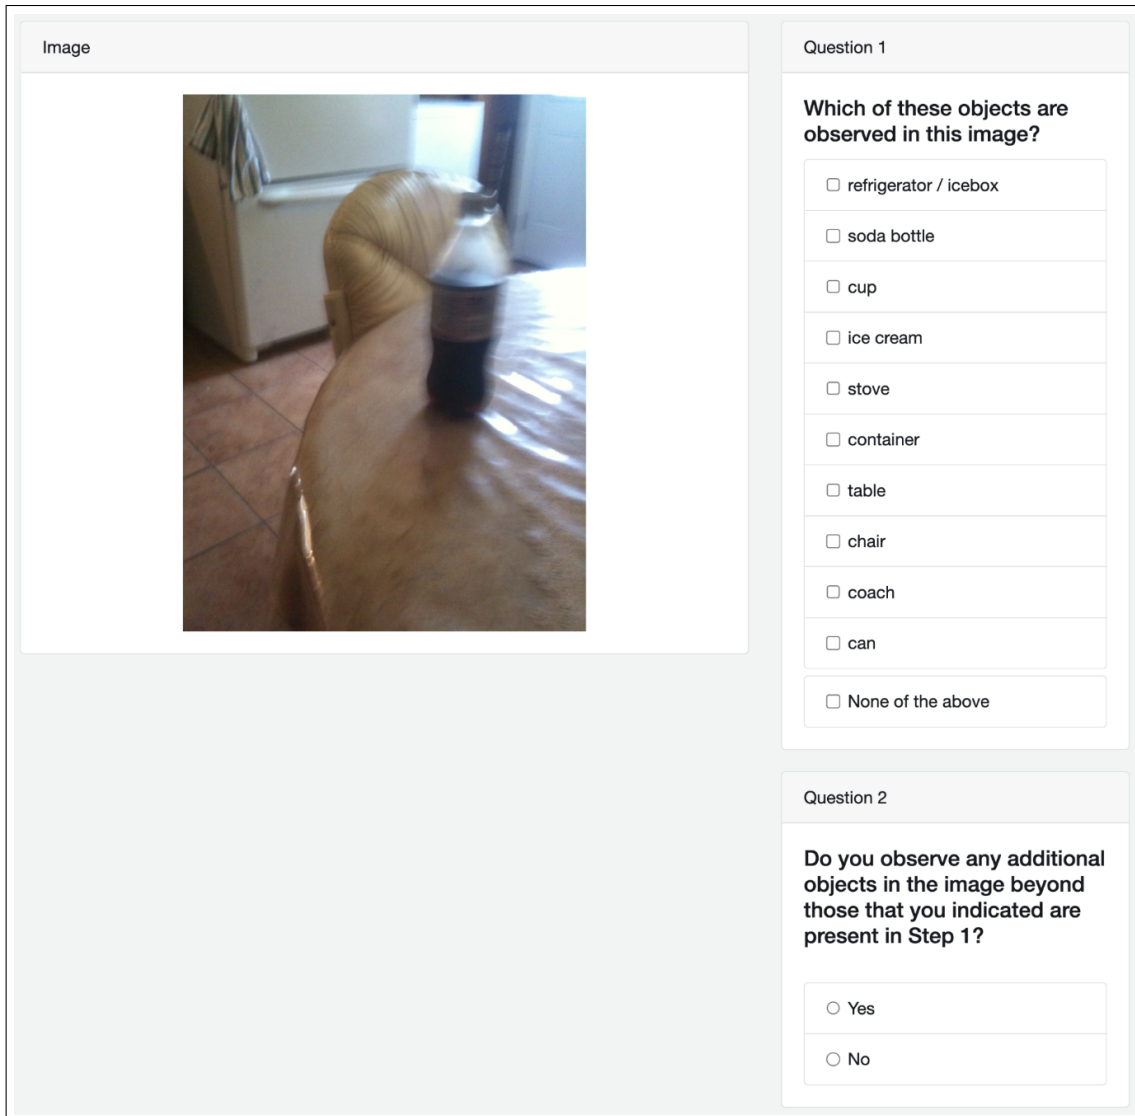 Image
Question 1
Which of these objects are
observed in this image?
refrigerator / icebox
soda bottle
cup
ice cream
stove
container
table
chair
coach
can
None of the above
Question 2
Do you observe any additional
objects in the image beyond
those that you indicated are
present in Step 1?
Yes
No